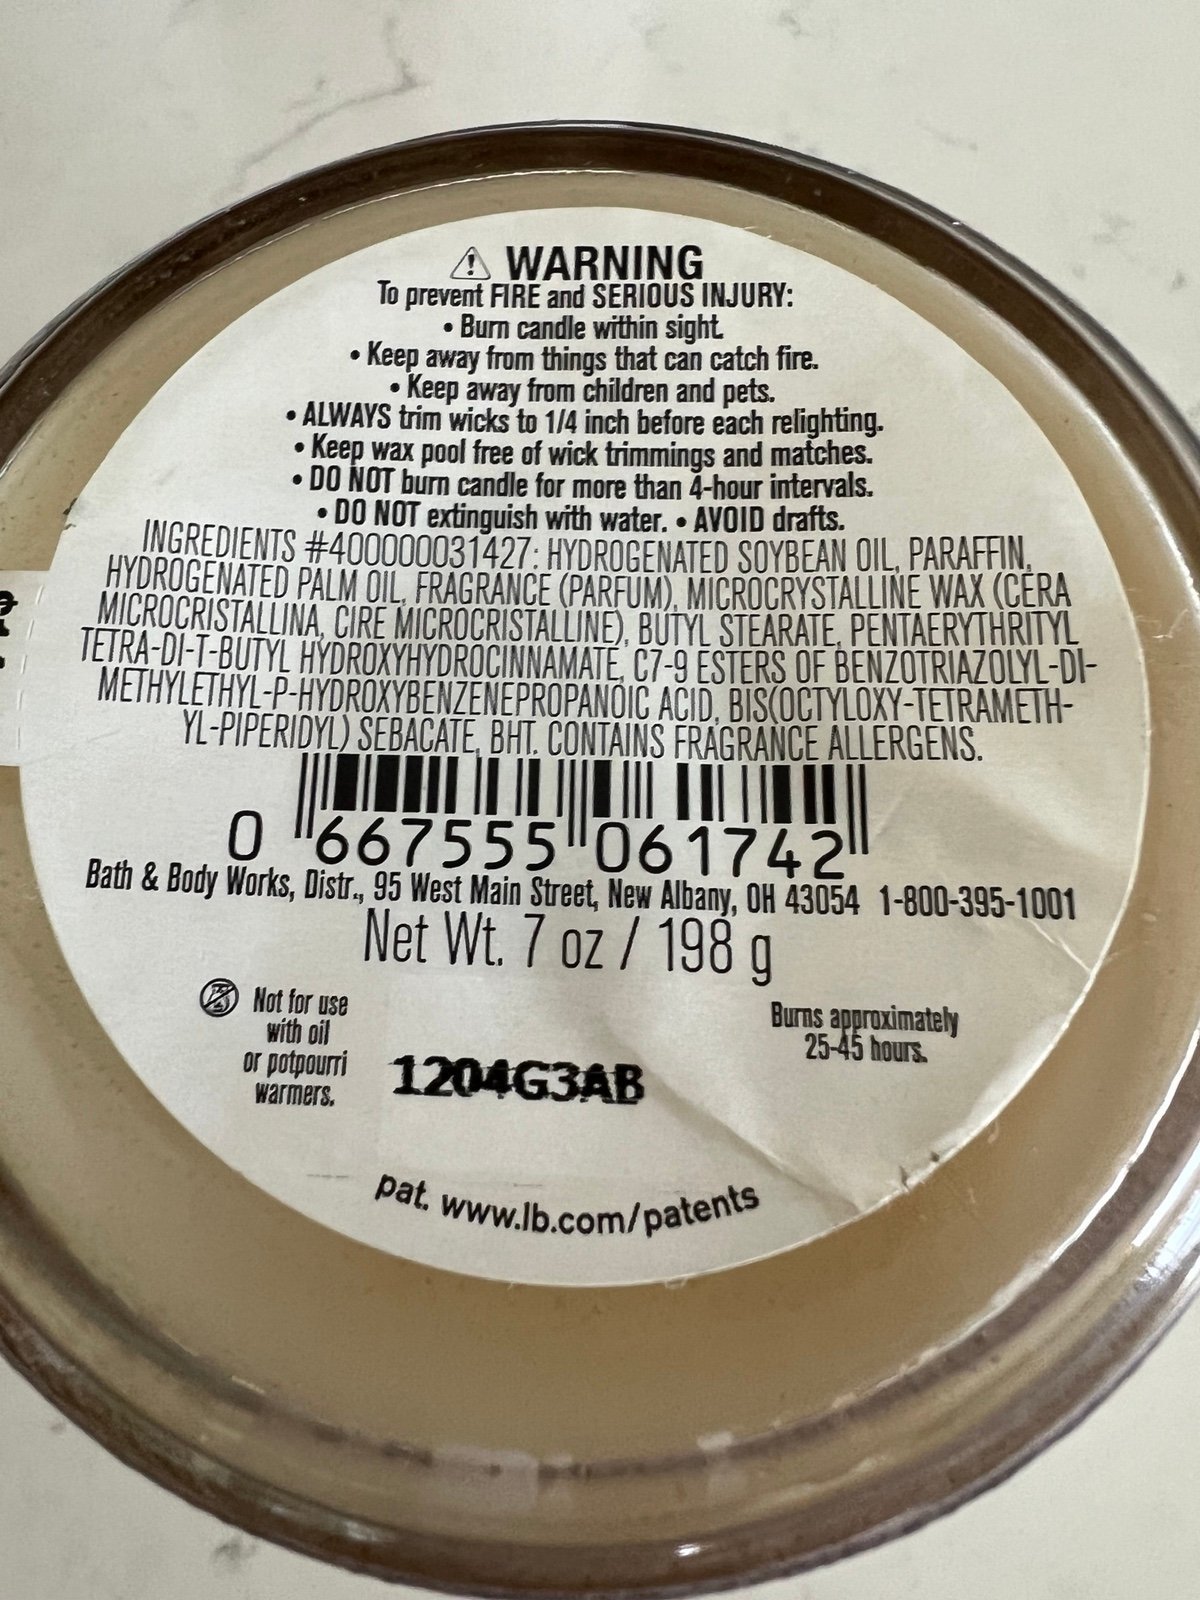 ⚠ WARNING
To prevent FIRE and SERIOUS INJURY:
• Burn candle within sight.
• Keep away from things that can catch fire.
• Keep away from children and pets.
• ALWAYS trim wicks to 1/4 inch before each relighting.
• Keep wax pool free of wick trimmings and matches.
• DO NOT burn candle for more than 4-hour intervals.
• DO NOT extinguish with water. • AVOID drafts.
INGREDIENTS #400000031427: HYDROGENATED SOYBEAN OIL, PARAFFIN,
HYDROGENATED PALM OIL, FRAGRANCE (PARFUM), MICROCRYSTALLINE WAX (CERA
MICROCRISTALLINA, CIRE MICROCRISTALLINE), BUTYL STEARATE, PENTAERYTHRITYL
TETRA-DI-T-BUTYL HYDROXYHYDROCINNAMATE, C7-9 ESTERS OF BENZOTRIAZOLYL-DI-
METHYLETHYL-P-HYDROXYBENZENEPROPANOIC ACID, BIS(OCTYLOXY-TETRAMETH-
YL-PIPERIDYL) SEBACATE, BHT. CONTAINS FRAGRANCE ALLERGENS.
0 667555 061742
Bath & Body Works, Distr., 95 West Main Street, New Albany, OH 43054 1-800-395-1001
Net Wt. 7 oz / 198 g
Not for use
with oil
or potpourri
warmers.
1204G3AB
Burns approximately
25-45 hours.
pat. www.lb.com/patents